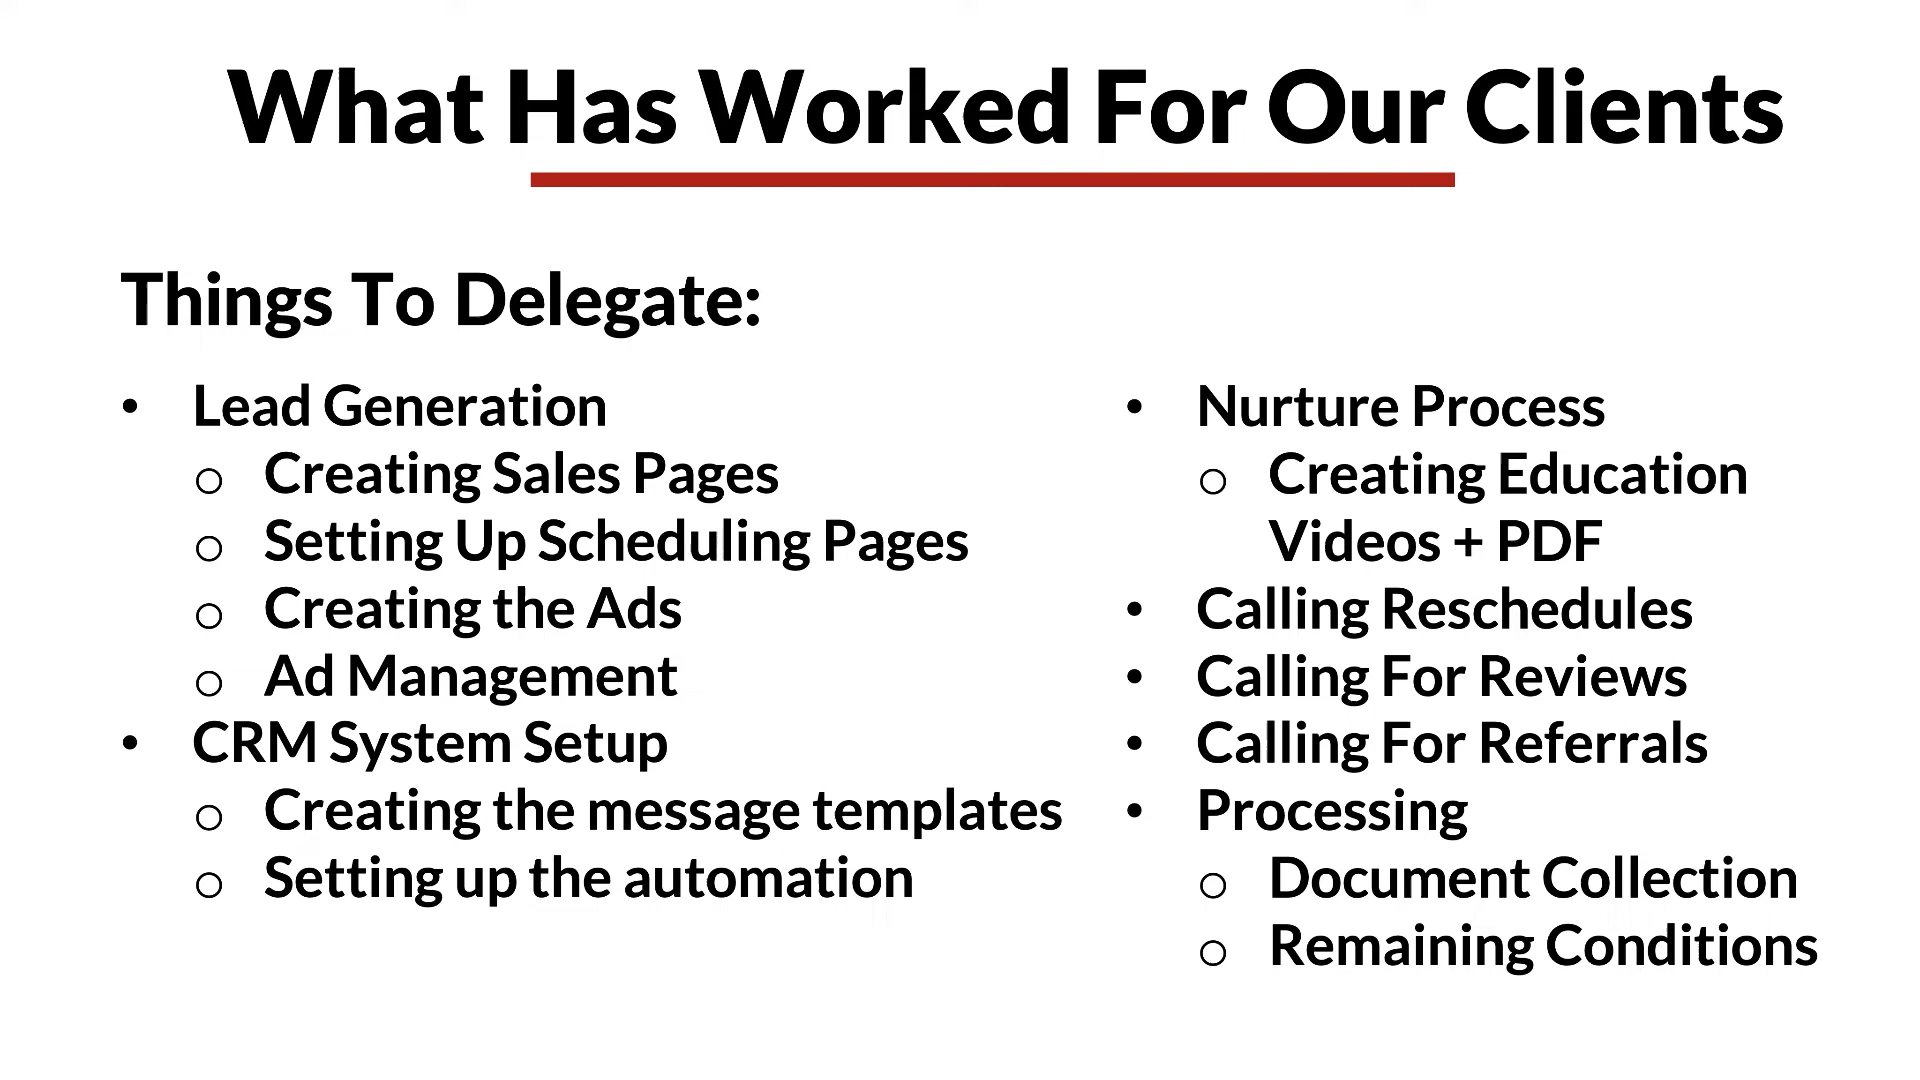 What Has Worked For Our Clients
Things To Delegate:
• Lead Generation
o Creating Sales Pages
o Setting Up Scheduling Pages
o Creating the Ads
o Ad Management
• CRM System Setup
o Creating the message templates
o Setting up the automation
• Nurture Process
o Creating Education
Videos + PDF
• Calling Reschedules
• Calling For Reviews
• Calling For Referrals
• Processing
o Document Collection
o Remaining Conditions